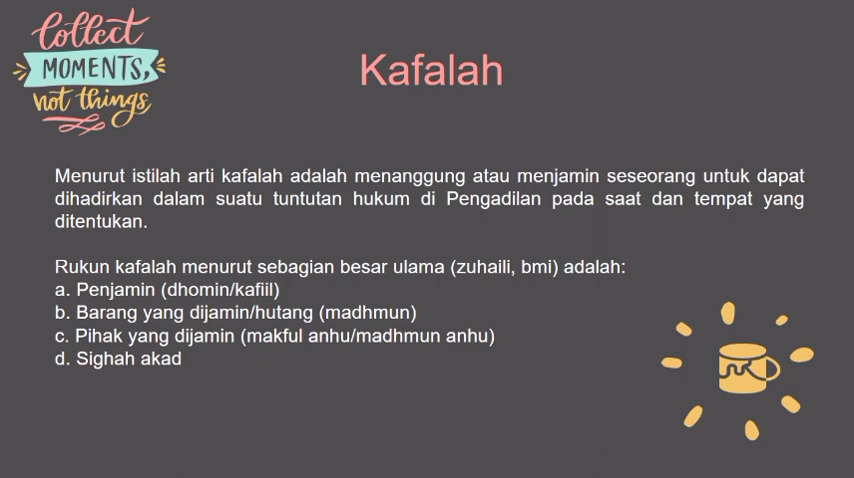 Collect
MOMENTS,
not things
Kafalah
Menurut istilah arti kafalah adalah menanggung atau menjamin seseorang untuk dapat
dihadirkan dalam suatu tuntutan hukum di Pengadilan pada saat dan tempat yang
ditentukan.
Rukun kafalah menurut sebagian besar ulama (zuhaili, bmi) adalah:
a. Penjamin (dhomin/kafiil)
b. Barang yang dijamin/hutang (madhmun)
c. Pihak yang dijamin (makful anhu/madhmun anhu)
d. Sighah akad